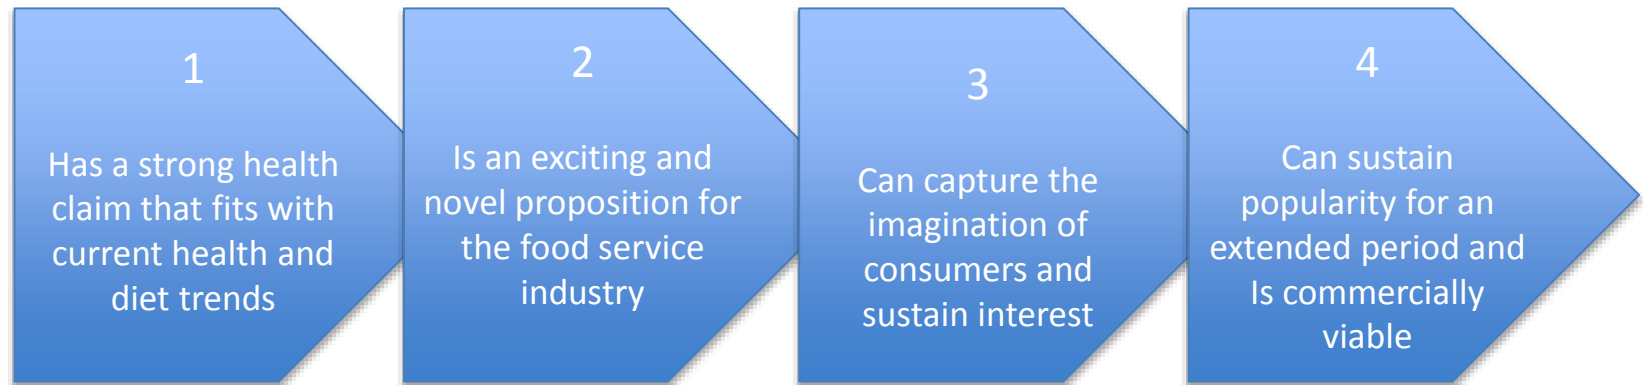 1
Has a strong health
claim that fits with
current health and
diet trends
2
Is an exciting and
novel proposition for
the food service
industry
3
Can capture the
imagination of
consumers and
sustain interest
4
Can sustain
popularity for an
extended period and
Is commercially
viable